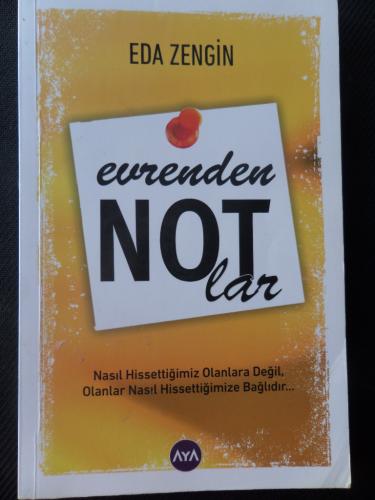 EDA ZENGİN
evrenden
NOT
lar
Nasıl Hissettiğimiz Olanlara Değil,
Olanlar Nasıl Hissettiğimize Bağlıdır...
AYA